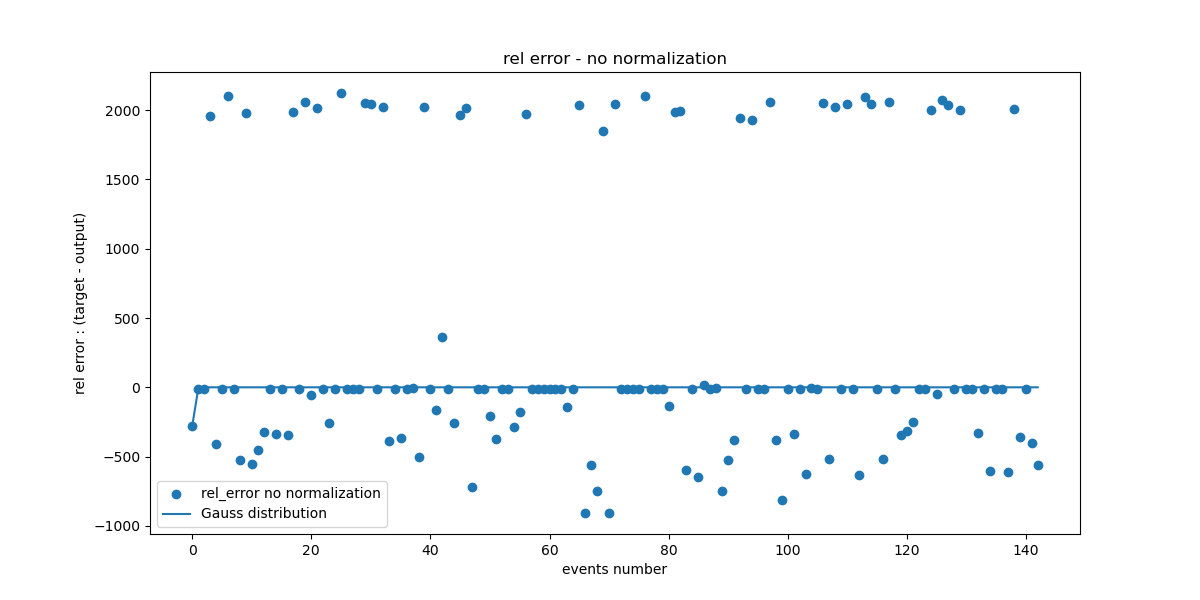 rel error - no normalization
rel error : (target - output)
2000
1500
1000
500
0
−500
−1000
rel_error no normalization
Gauss distribution
0 20 40 60 80 100 120 140
events number